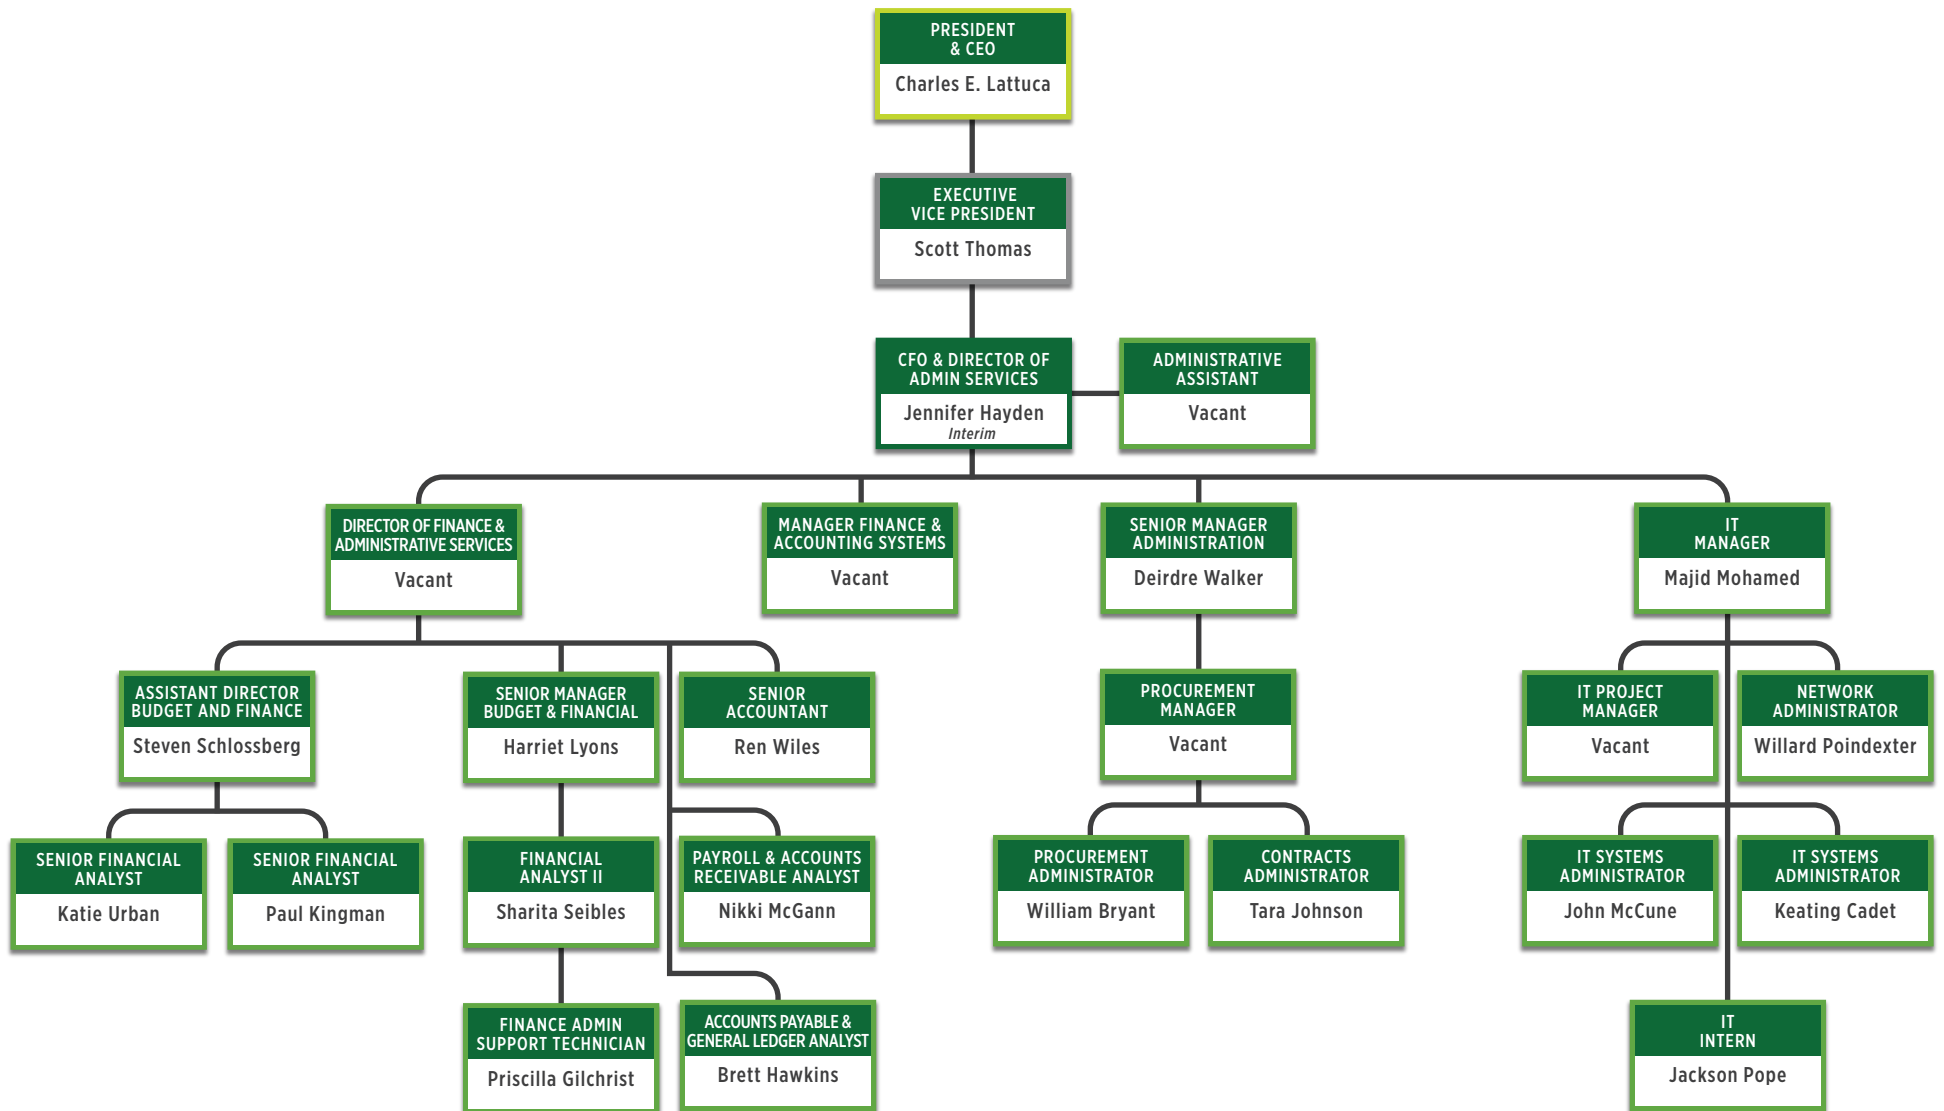 PRESIDENT
& CEO
Charles E. Lattuca
EXECUTIVE
VICE PRESIDENT
Scott Thomas
CFO & DIRECTOR OF
ADMIN SERVICES
Jennifer Hayden
Interim
ADMINISTRATIVE
ASSISTANT
Vacant
DIRECTOR OF FINANCE &
ADMINISTRATIVE SERVICES
Vacant
MANAGER FINANCE &
ACCOUNTING SYSTEMS
Vacant
SENIOR MANAGER
ADMINISTRATION
Deirdre Walker
IT
MANAGER
Majid Mohamed
ASSISTANT DIRECTOR
BUDGET AND FINANCE
Steven Schlossberg
SENIOR MANAGER
BUDGET & FINANCIAL
Harriet Lyons
SENIOR
ACCOUNTANT
Ren Wiles
PROCUREMENT
MANAGER
Vacant
IT PROJECT
MANAGER
Vacant
NETWORK
ADMINISTRATOR
Willard Poindexter
SENIOR FINANCIAL
ANALYST
Katie Urban
SENIOR FINANCIAL
ANALYST
Paul Kingman
FINANCIAL
ANALYST II
Sharita Seibles
PAYROLL & ACCOUNTS
RECEIVABLE ANALYST
Nikki McGann
PROCUREMENT
ADMINISTRATOR
William Bryant
CONTRACTS
ADMINISTRATOR
Tara Johnson
IT SYSTEMS
ADMINISTRATOR
John McCune
IT SYSTEMS
ADMINISTRATOR
Keating Cadet
FINANCE ADMIN
SUPPORT TECHNICIAN
Priscilla Gilchrist
ACCOUNTS PAYABLE &
GENERAL LEDGER ANALYST
Brett Hawkins
IT
INTERN
Jackson Pope